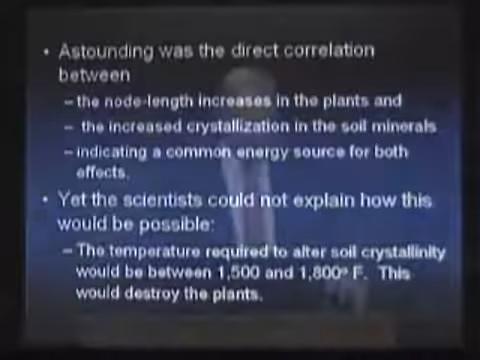 • Astounding was the direct correlation
between
– the node-length increases in the plants and
– the increased crystallization in the soil minerals
– indicating a common energy source for both
effects.
• Yet the scientists could not explain how this
would be possible:
– The temperature required to alter soil crystallinity
would be between 1,500 and 1,800º F. This
would destroy the plants.